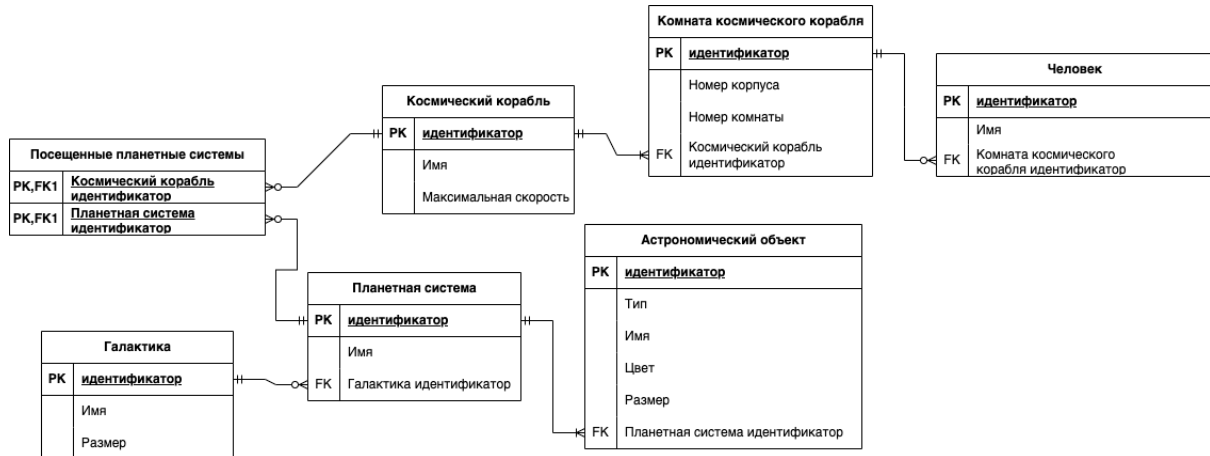 Комната космического корабля
PK идентификатор
Номер корпуса
Номер комнаты
FK Космический корабль
идентификатор
Человек
PK идентификатор
Имя
FK Комната космического
корабля идентификатор
Космический корабль
PK идентификатор
Имя
Максимальная скорость
Посещенные планетные системы
PK,FK1 Космический корабль
идентификатор
PK,FK1 Планетная система
идентификатор
Астрономический объект
PK идентификатор
Тип
Имя
Цвет
Размер
FK Планетная система идентификатор
Планетная система
PK идентификатор
Имя
FK Галактика идентификатор
Галактика
PK идентификатор
Имя
Размер